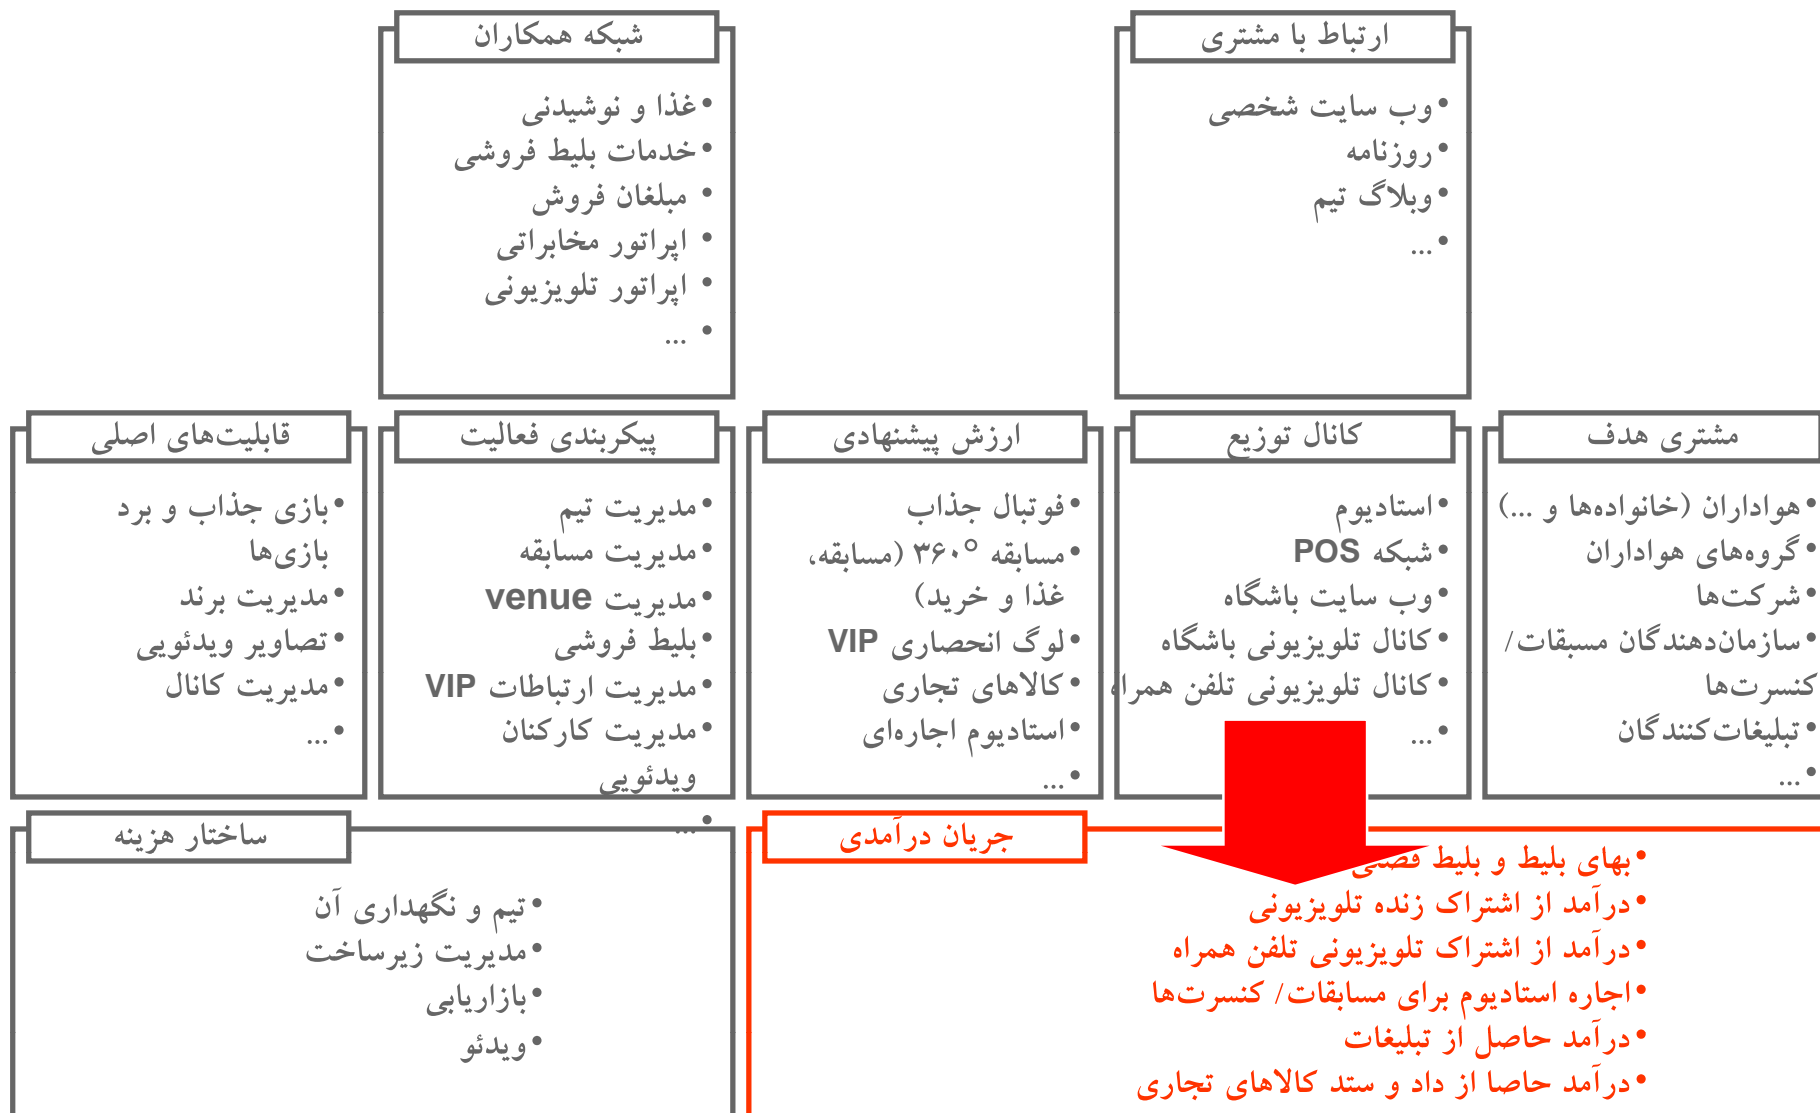 ارتباط با مشتری
•وب سایت شخصی
•روزنامه
•وبلاگ تیم
•...
شبکه همکاران
•غذا و نوشیدنی
•خدمات بلیط فروشی
• مبلغان فروش
• اپراتور مخابراتی
• اپراتور تلویزیونی
• ...
مشتری هدف
•هواداران (خانواده‌ها و ...)
•گروه‌های هواداران
•شرکت‌ها
•سازمان‌دهندگان مسبقات/
کنسرت‌ها
•تبلیغات‌کنندگان
•...
کانال توزیع
•استادیوم
•شبکه POS
•وب سایت باشگاه
•کانال تلویزیونی باشگاه
•کانال تلویزیونی تلفن همراه
•...
ارزش پیشنهادی
•فوتبال جذاب
•مسابقه ۳۶۰° (مسابقه،
غذا و خرید)
•لوگ انحصاری VIP
•کالاهای تجاری
•استادیوم اجاره‌ای
•...
پیکربندی فعالیت
•مدیریت تیم
•مدیریت مسابقه
•مدیریت venue
•بلیط فروشی
•مدیریت ارتباطات VIP
•مدیریت کارکنان
ویدئویی
•...
قابلیت‌های اصلی
•بازی جذاب و برد
بازی‌ها
•مدیریت برند
•تصاویر ویدئویی
•مدیریت کانال
•...
جریان درآمدی
•بهای بلیط و بلیط فصلی
•درآمد از اشتراک زنده تلویزیونی
•درآمد از اشتراک تلویزیونی تلفن همراه
•اجاره استادیوم برای مسابقات/ کنسرت‌ها
•درآمد حاصل از تبلیغات
•درآمد حاصا از داد و ستد کالاهای تجاری
ساختار هزینه
•تیم و نگهداری آن
•مدیریت زیرساخت
•بازاریابی
•ویدئو